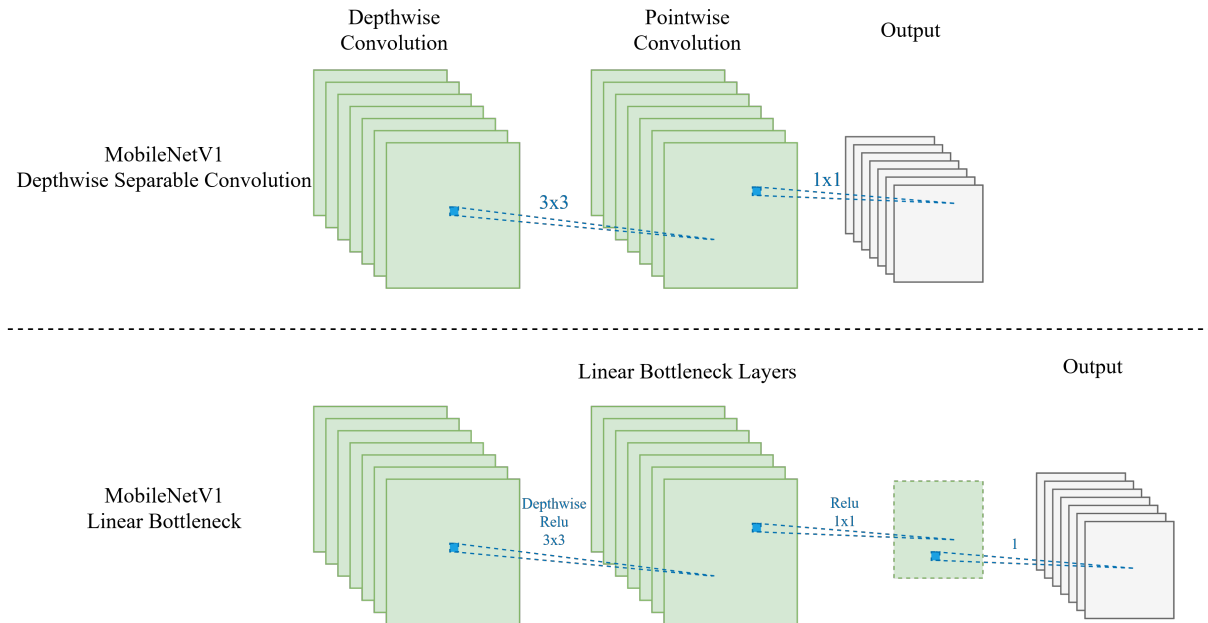 Depthwise
Convolution
Pointwise
Convolution
Output
MobileNetV1
Depthwise Separable Convolution
3x3
1x1
Linear Bottleneck Layers
Output
MobileNetV1
Linear Bottleneck
Depthwise
Relu
3x3
Relu
1x1
1